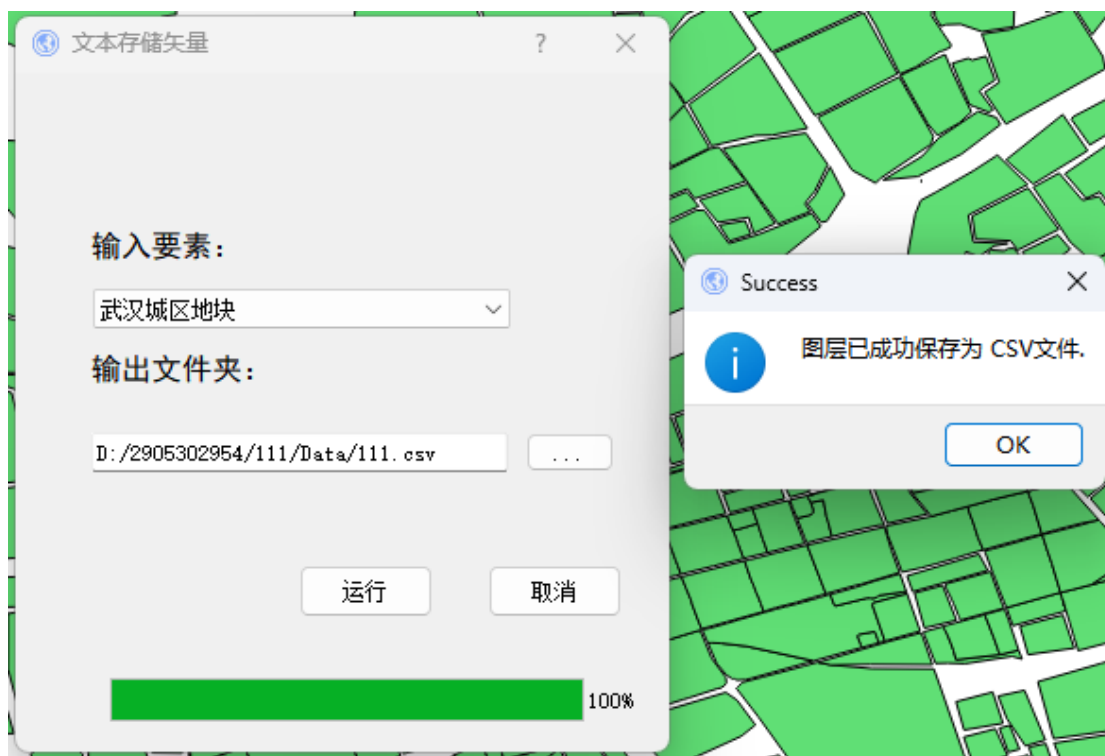 文本存储矢量
输入要素：
武汉城区地块
输出文件夹：
D:/2905302954/111/Data/111.csv
...
运行
取消
100%
Success
图层已成功保存为 CSV文件.
OK